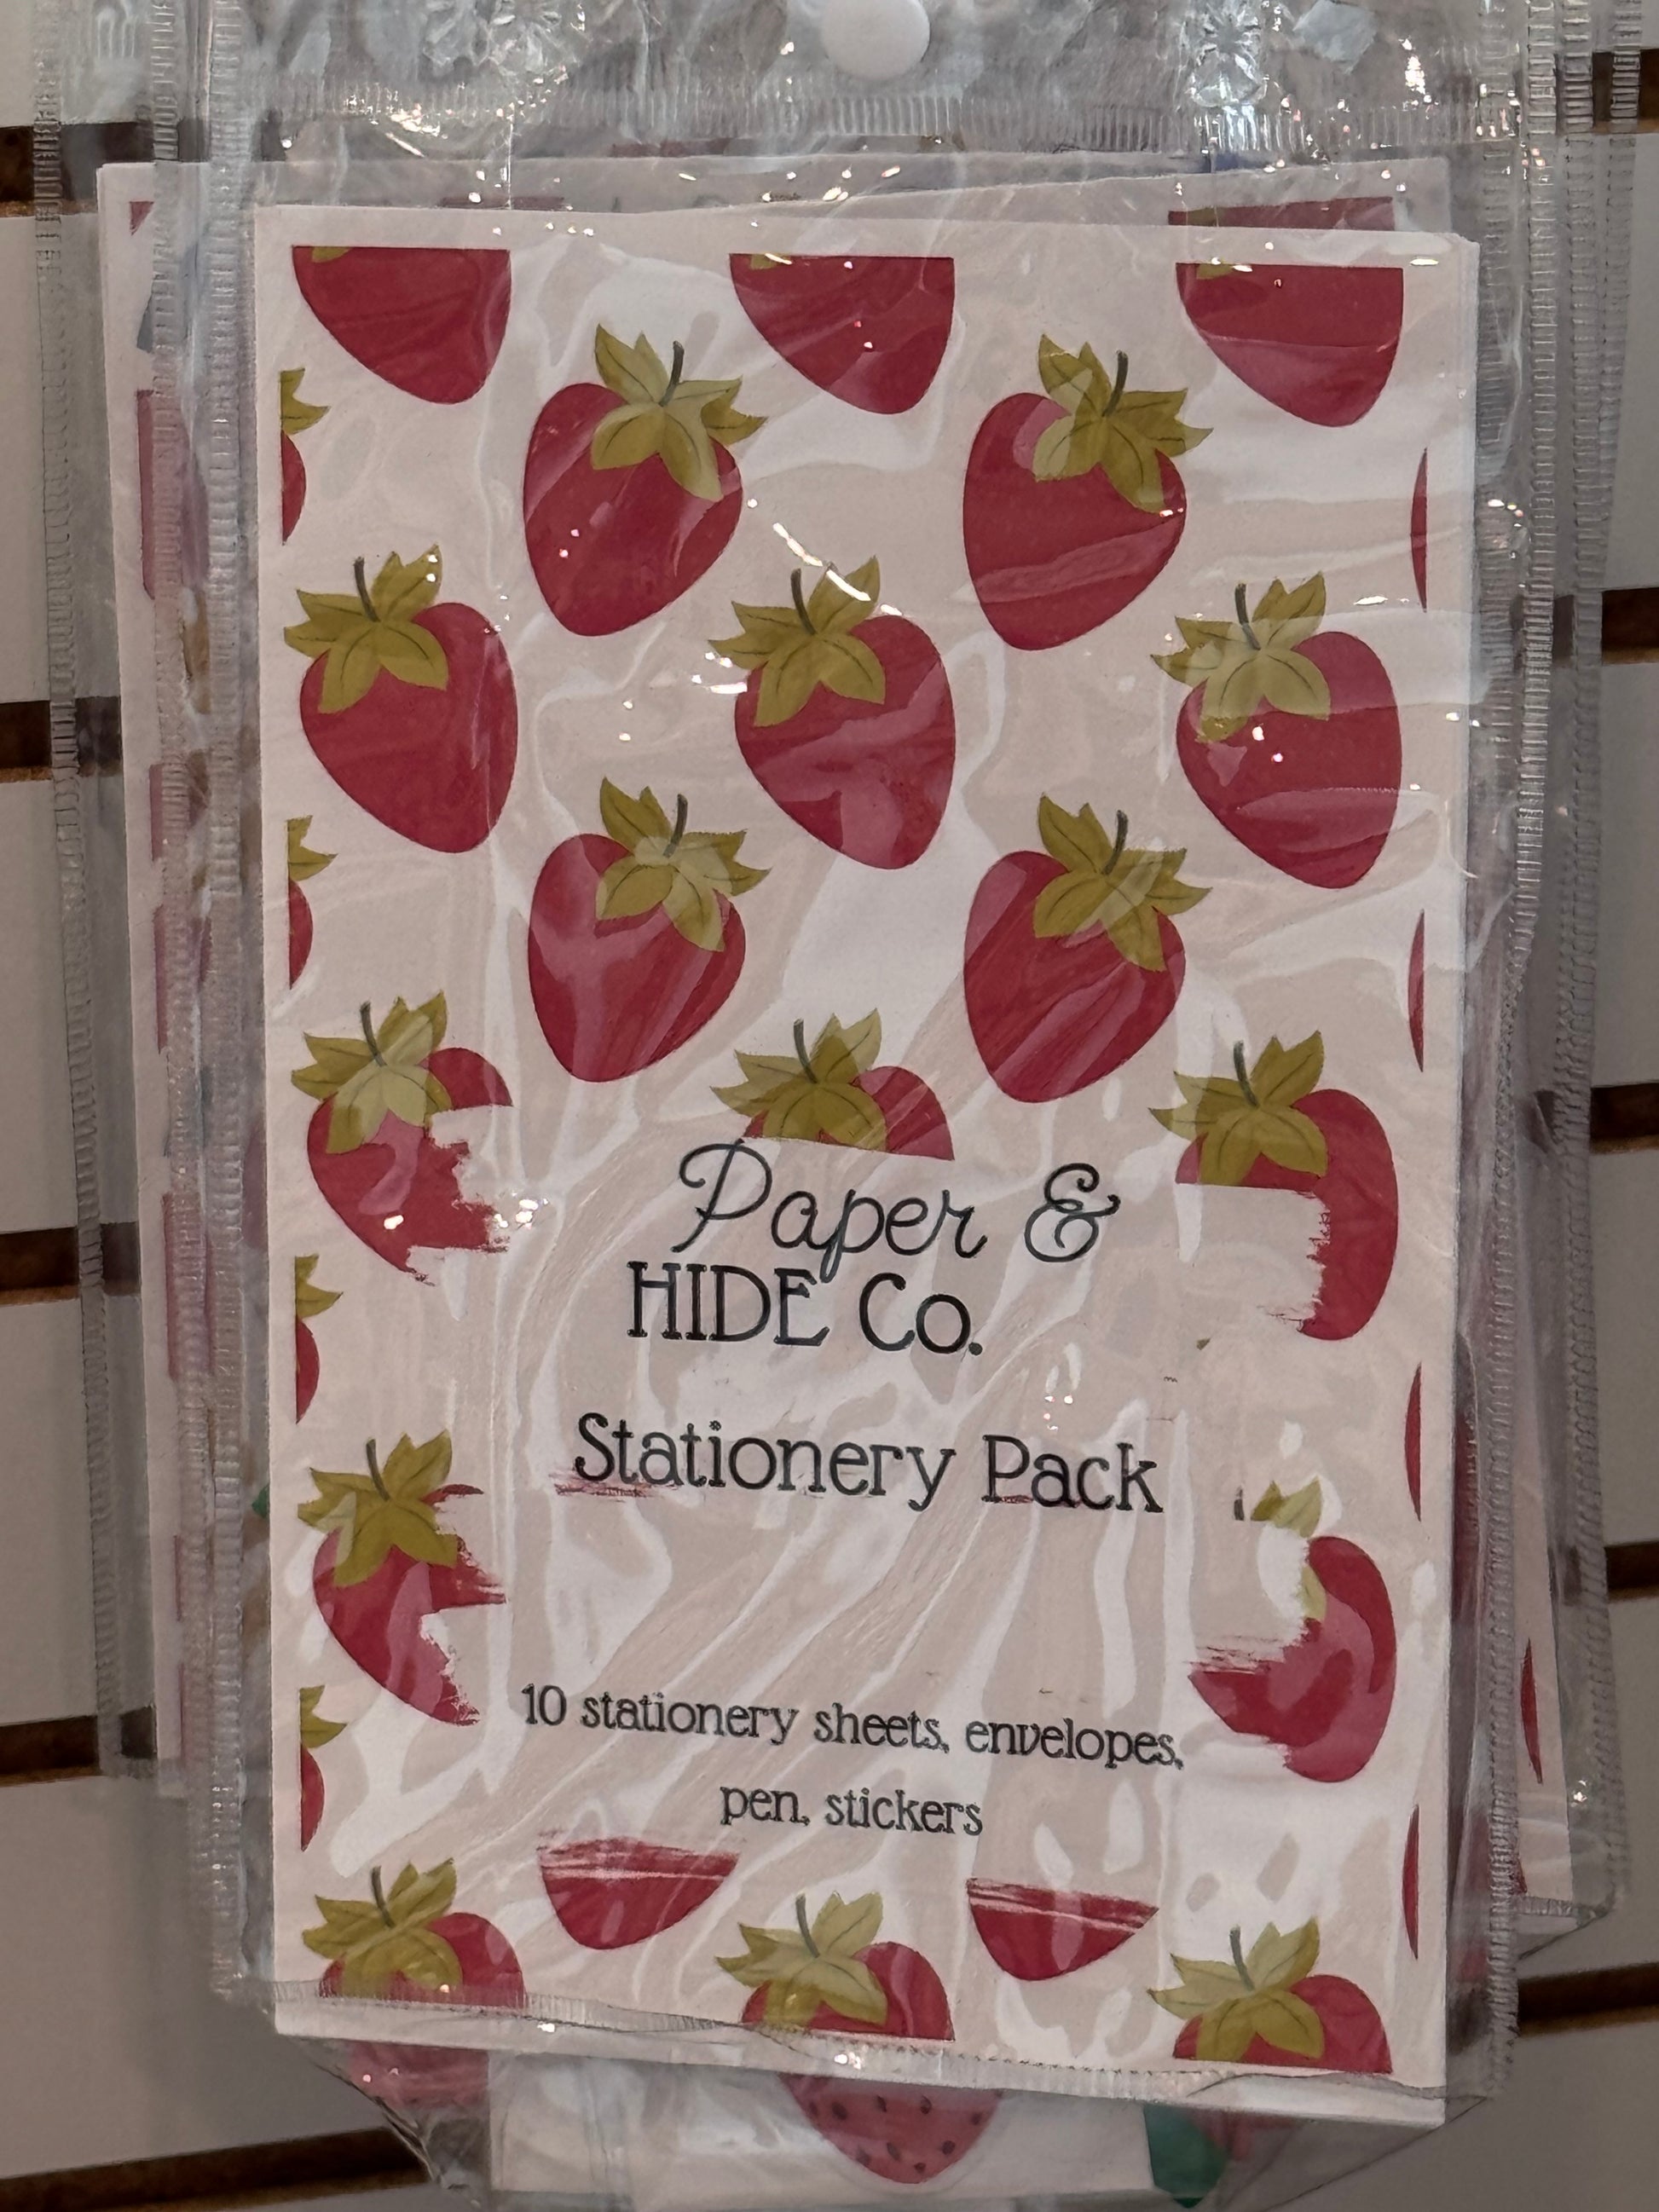 Paper &
HIDE Co.
Stationery Pack
10 stationery sheets, envelopes,
pen, stickers